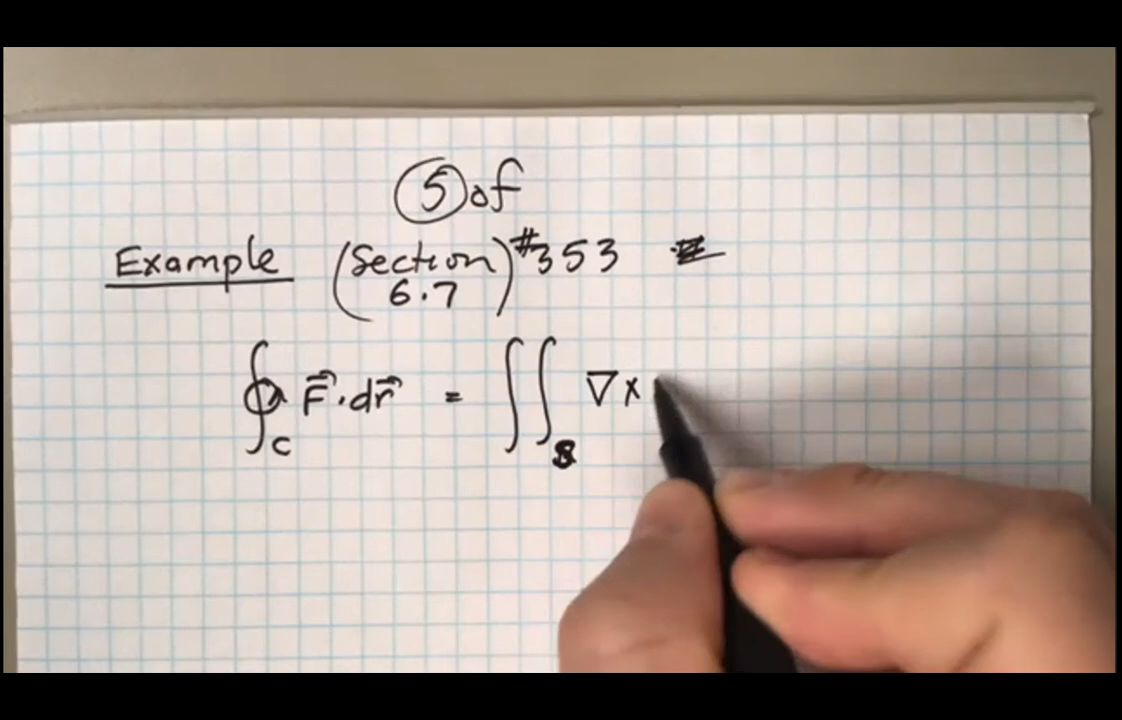 5 of
Example (Section 6.7) #353
∮_C F⃗ · dr⃗ = ∬_S ∇ ×